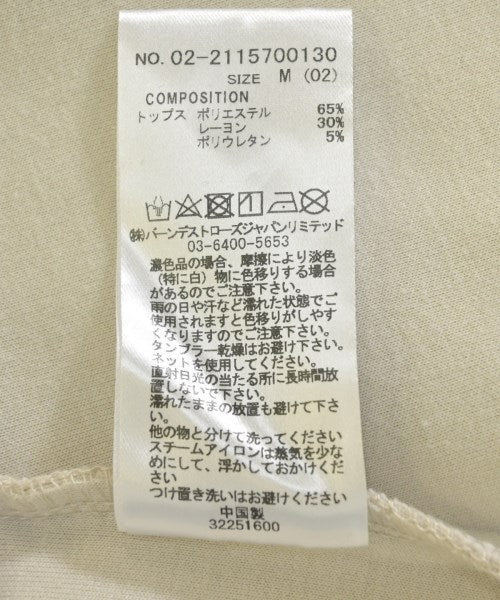 NO. 02-2115700130
SIZE M (02)
COMPOSITION
トップス ポリエステル 65%
レーヨン 30%
ポリウレタン 5%
㈱バーンデストローズジャパンリミテッド
03-6400-5653
濃色品の場合、摩擦により淡色
(特に白)物に色移りする場合
があるのでご注意下さい。
雨の日や汗など濡れた状態でご
使用されますと色移りがしやす
くなりますのでご注意下さい。
タンブラー乾燥はお避け下さい。
ネットを使用してください。
直射日光の当たる所に長時間放
置しないで下さい。
濡れたままの放置も避けて下さ
い。
他の物と分けて洗ってください
スチームアイロンは蒸気を少な
めにして、浮かしておかけくだ
さい
つけ置き洗いはお避けください
中国製
32251600